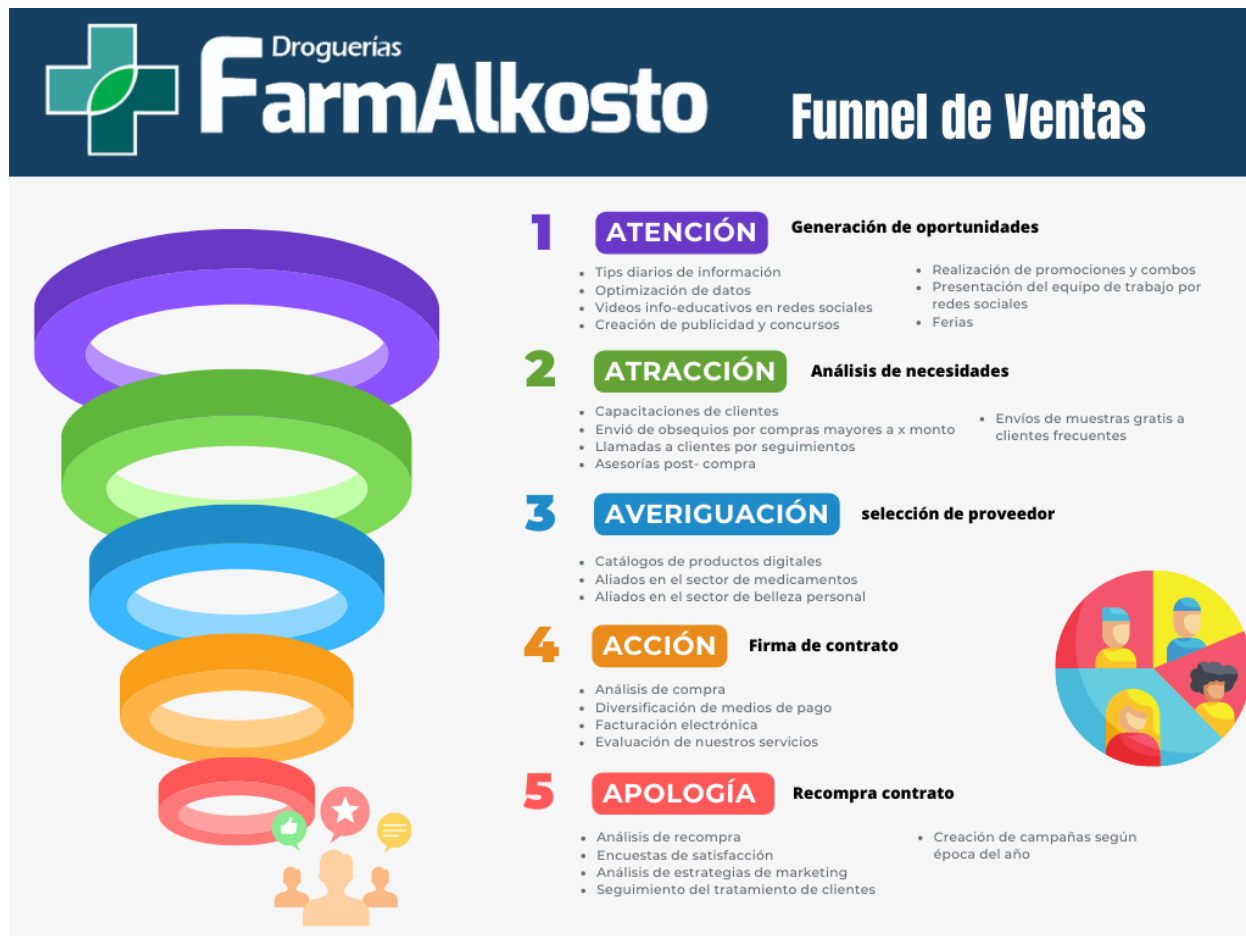 Droguerías
FarmAlkosto
Funnel de Ventas
1 ATENCIÓN Generación de oportunidades
• Tips diarios de información
• Optimización de datos
• Videos info-educativos en redes sociales
• Creación de publicidad y concursos
• Realización de promociones y combos
• Presentación del equipo de trabajo por
redes sociales
• Ferias
2 ATRACCIÓN Análisis de necesidades
• Capacitaciones de clientes
• Envió de obsequios por compras mayores a x monto
• Llamadas a clientes por seguimientos
• Asesorías post- compra
• Envíos de muestras gratis a
clientes frecuentes
3 AVERIGUACIÓN selección de proveedor
• Catálogos de productos digitales
• Aliados en el sector de medicamentos
• Aliados en el sector de belleza personal
4 ACCIÓN Firma de contrato
• Análisis de compra
• Diversificación de medios de pago
• Facturación electrónica
• Evaluación de nuestros servicios
5 APOLOGÍA Recompra contrato
• Análisis de recompra
• Encuestas de satisfacción
• Análisis de estrategias de marketing
• Seguimiento del tratamiento de clientes
• Creación de campañas según
época del año